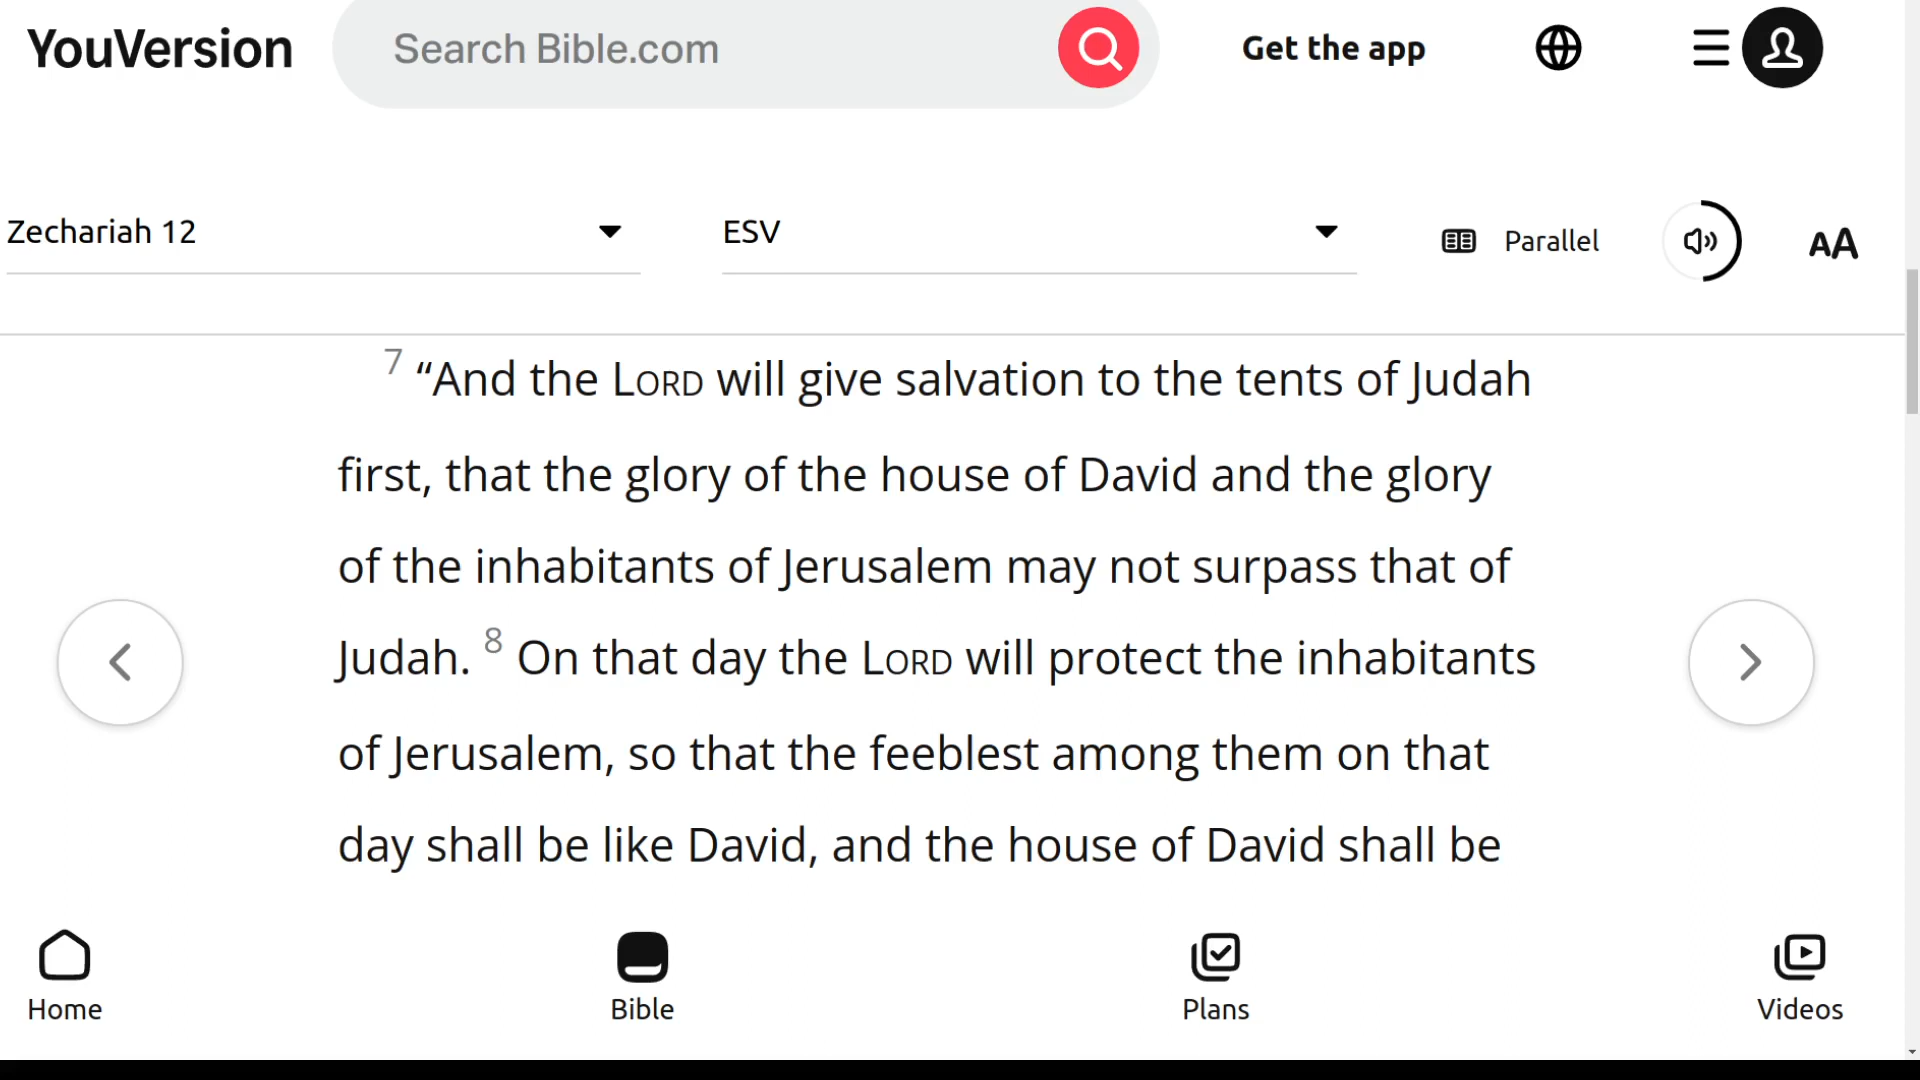 YouVersion
Search Bible.com
Get the app
Zechariah 12
ESV
Parallel
AA
7 “And the LORD will give salvation to the tents of Judah
first, that the glory of the house of David and the glory
of the inhabitants of Jerusalem may not surpass that of
Judah. 8 On that day the LORD will protect the inhabitants
of Jerusalem, so that the feeblest among them on that
day shall be like David, and the house of David shall be
Home
Bible
Plans
Videos